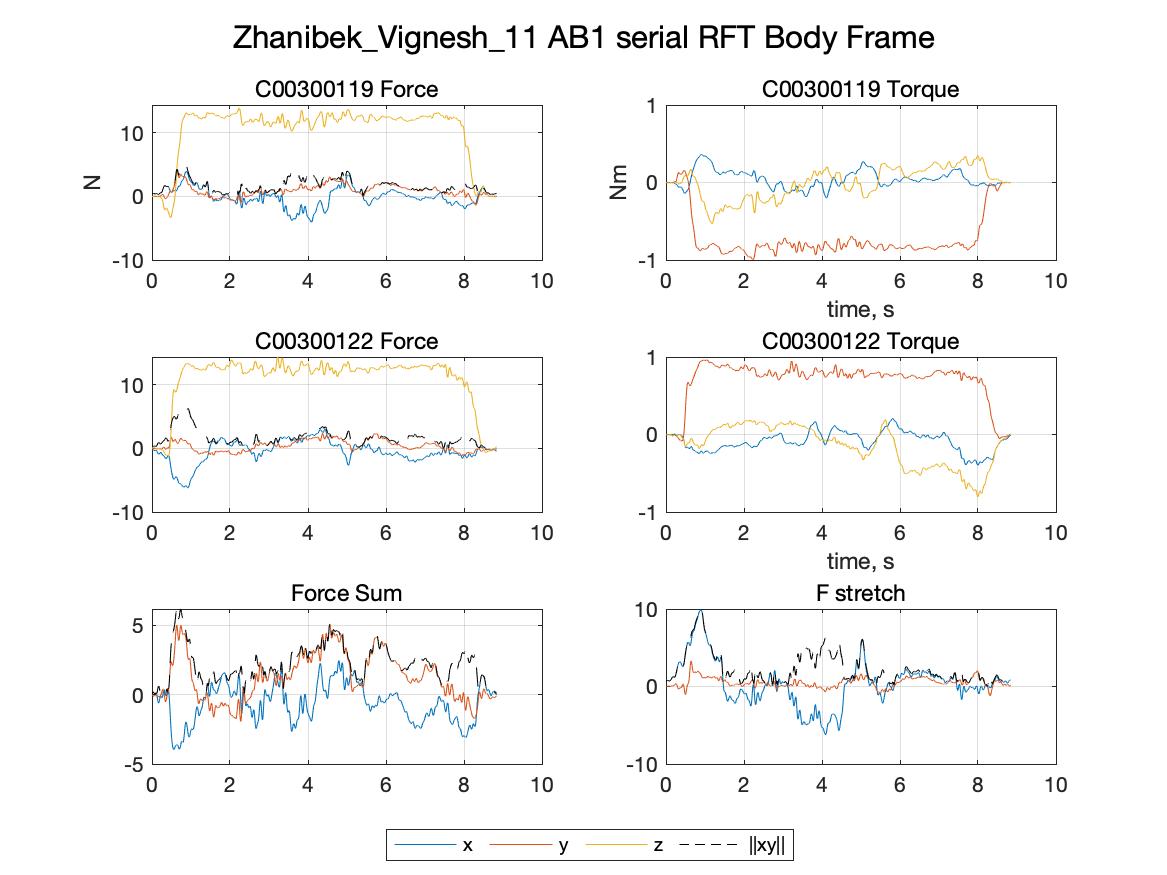 Zhanibek_Vignesh_11 AB1 serial RFT Body Frame
C00300119 Force
N
10
0
-10
0 2 4 6 8 10
C00300119 Torque
Nm
1
0
-1
0 2 4 6 8 10
time, s
C00300122 Force
10
0
-10
0 2 4 6 8 10
C00300122 Torque
1
0
-1
0 2 4 6 8 10
time, s
Force Sum
5
0
-5
0 2 4 6 8 10
F stretch
10
0
-10
0 2 4 6 8 10
x y z ||xy||